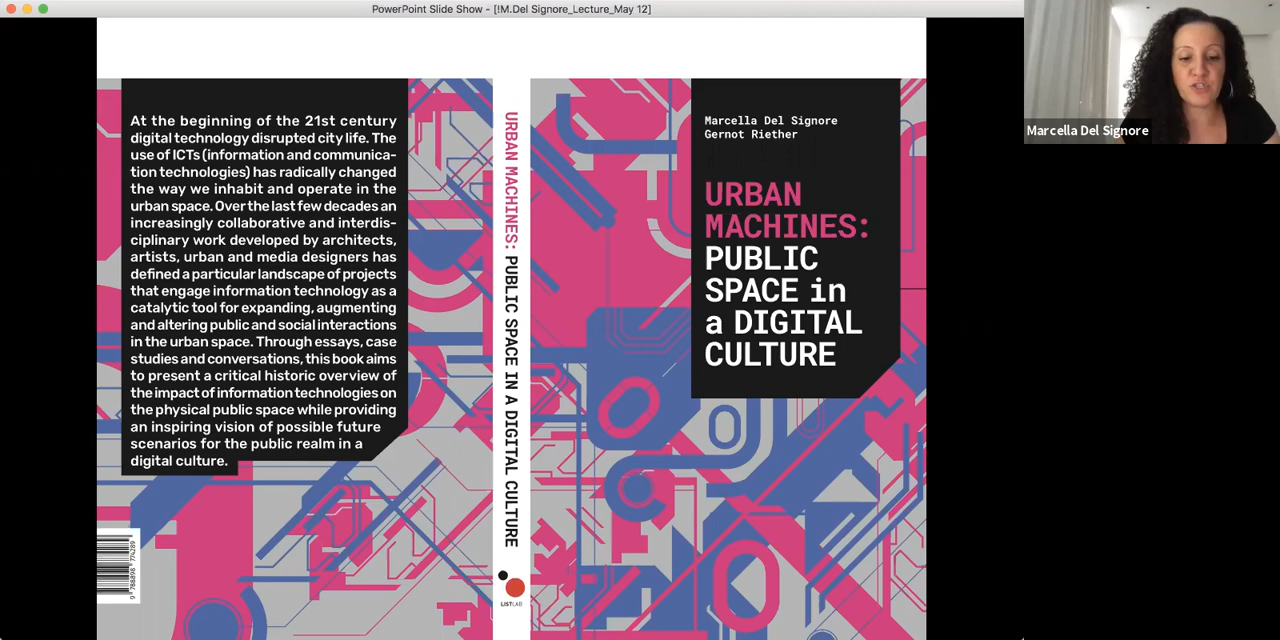 PowerPoint Slide Show - [!M.Del Signore_Lecture_May 12]
Marcella Del Signore
At the beginning of the 21st century
digital technology disrupted city life. The
use of ICTs (information and communica-
tion technologies) has radically changed
the way we inhabit and operate in the
urban space. Over the last few decades an
increasingly collaborative and interdis-
ciplinary work developed by architects,
artists, urban and media designers has
defined a particular landscape of projects
that engage information technology as a
catalytic tool for expanding, augmenting
and altering public and social interactions
in the urban space. Through essays, case
studies and conversations, this book aims
to present a critical historic overview of
the impact of information technologies on
the physical public space while providing
an inspiring vision of possible future
scenarios for the public realm in a
digital culture.
9 788898 774289
URBAN MACHINES: PUBLIC SPACE IN A DIGITAL CULTURE
LISTLAB
Marcella Del Signore
Gernot Riether
URBAN
MACHINES:
PUBLIC
SPACE in
a DIGITAL
CULTURE